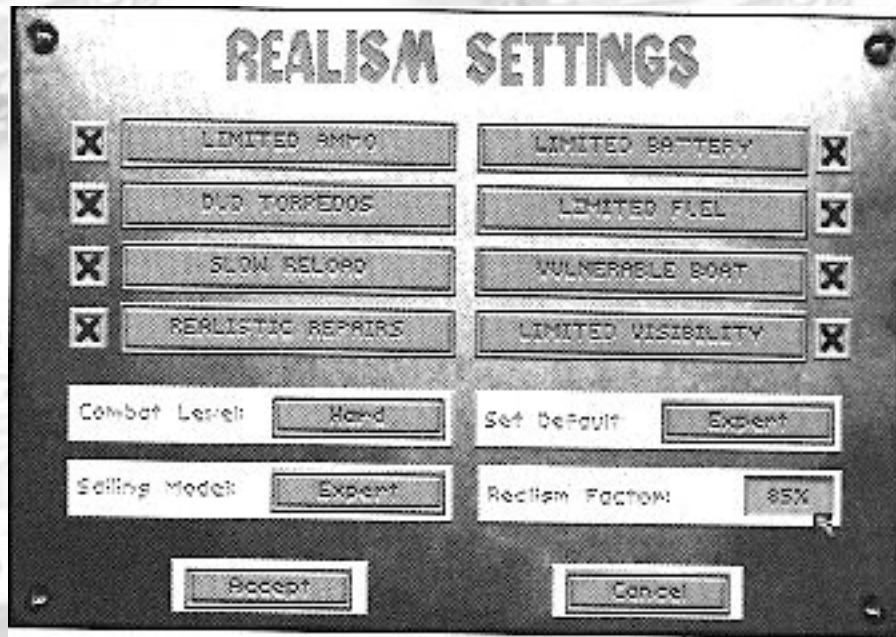 REALISM SETTINGS
LIMITED AMMO
LIMITED BATTERY
DUD TORPEDOS
LIMITED FUEL
SLOW RELOAD
VULNERABLE BOAT
REALISTIC REPAIRS
LIMITED VISIBILITY
Combat Level: Hard
Set Default: Expert
Sailing Model: Expert
Realism Factor: 85%
Accept
Cancel